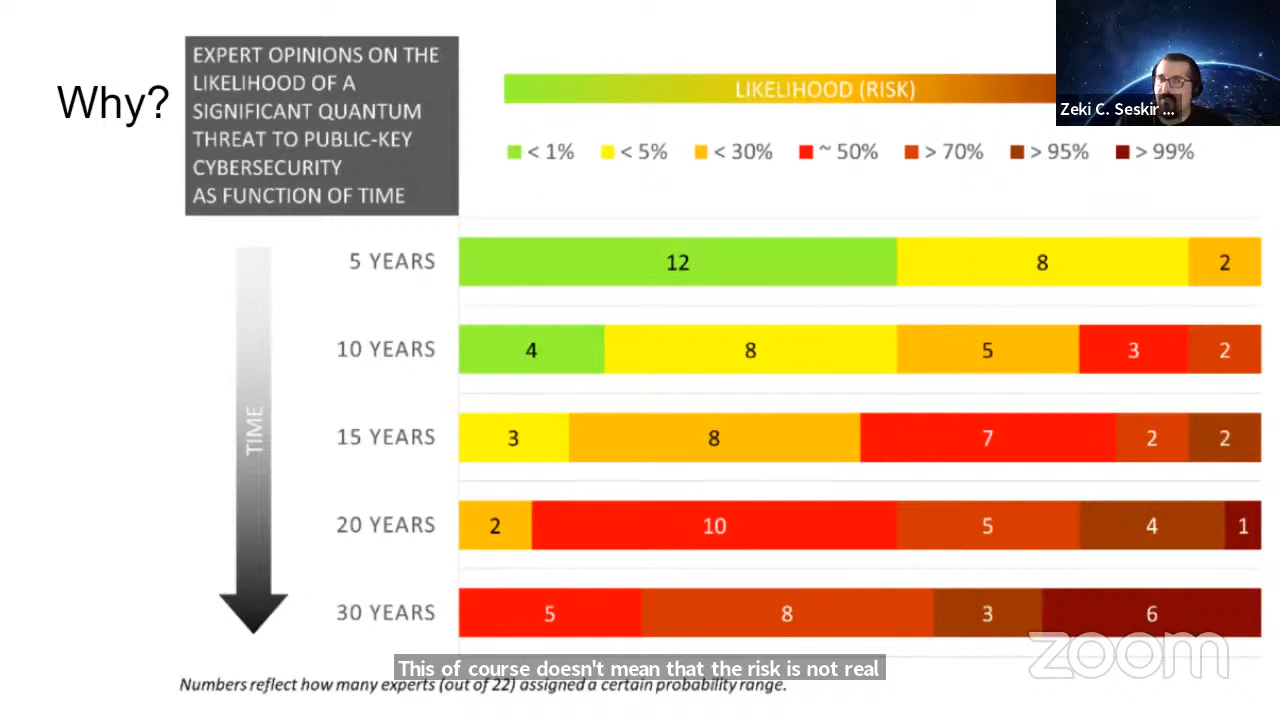 Why?
EXPERT OPINIONS ON THE
LIKELIHOOD OF A
SIGNIFICANT QUANTUM
THREAT TO PUBLIC-KEY
CYBERSECURITY
AS FUNCTION OF TIME
LIKELIHOOD (RISK)
Zeki C. Seskir ...
< 1% < 5% < 30% ~ 50% > 70% > 95% > 99%
TIME
5 YEARS 12 8 2
10 YEARS 4 8 5 3 2
15 YEARS 3 8 7 2 2
20 YEARS 2 10 5 4 1
30 YEARS 5 8 3 6
zoom
This of course doesn't mean that the risk is not real
Numbers reflect how many experts (out of 22) assigned a certain probability range.